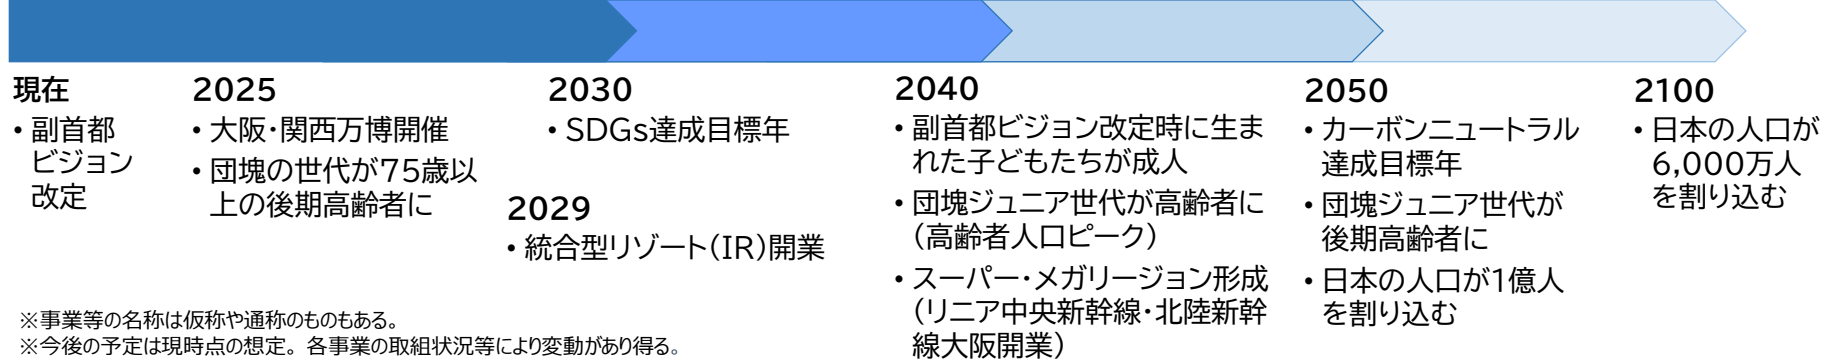 現在
・副首都
ビジョン
改定
2025
・大阪・関西万博開催
・団塊の世代が75歳以
上の後期高齢者に
2030
・SDGs達成目標年
2029
・統合型リゾート(IR)開業
2040
・副首都ビジョン改定時に生ま
れた子どもたちが成人
・団塊ジュニア世代が高齢者に
(高齢者人口ピーク)
・スーパー・メガリージョン形成
(リニア中央新幹線・北陸新幹
線大阪開業)
2050
・カーボンニュートラル
達成目標年
・団塊ジュニア世代が
後期高齢者に
・日本の人口が1億人
を割り込む
2100
・日本の人口が
6,000万人
を割り込む
※事業等の名称は仮称や通称のものもある。
※今後の予定は現時点の想定。各事業の取組状況等により変動があり得る。